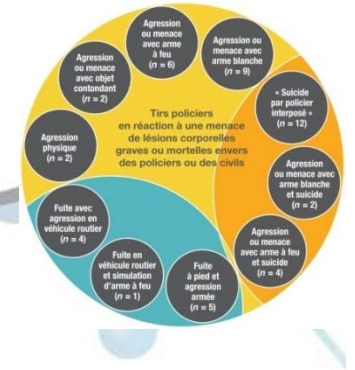 Agression
ou menace
avec arme
à feu
(n = 6)
Agression ou
menace avec
arme blanche
(n = 9)
Agression
ou menace
avec objet
contondant
(n = 2)
« Suicide
par policier
interposé »
(n = 12)
Tirs policiers
en réaction à une menace
de lésions corporelles
graves ou mortelles envers
des policiers ou des civils
Agression
physique
(n = 2)
Agression
ou menace avec
arme blanche
et suicide
(n = 2)
Fuite avec
agression en
véhicule routier
(n = 4)
Agression
ou menace
avec arme à feu
et suicide
(n = 4)
Fuite en
véhicule routier
et simulation
d'arme à feu
(n = 1)
Fuite
à pied et
agression
armée
(n = 5)